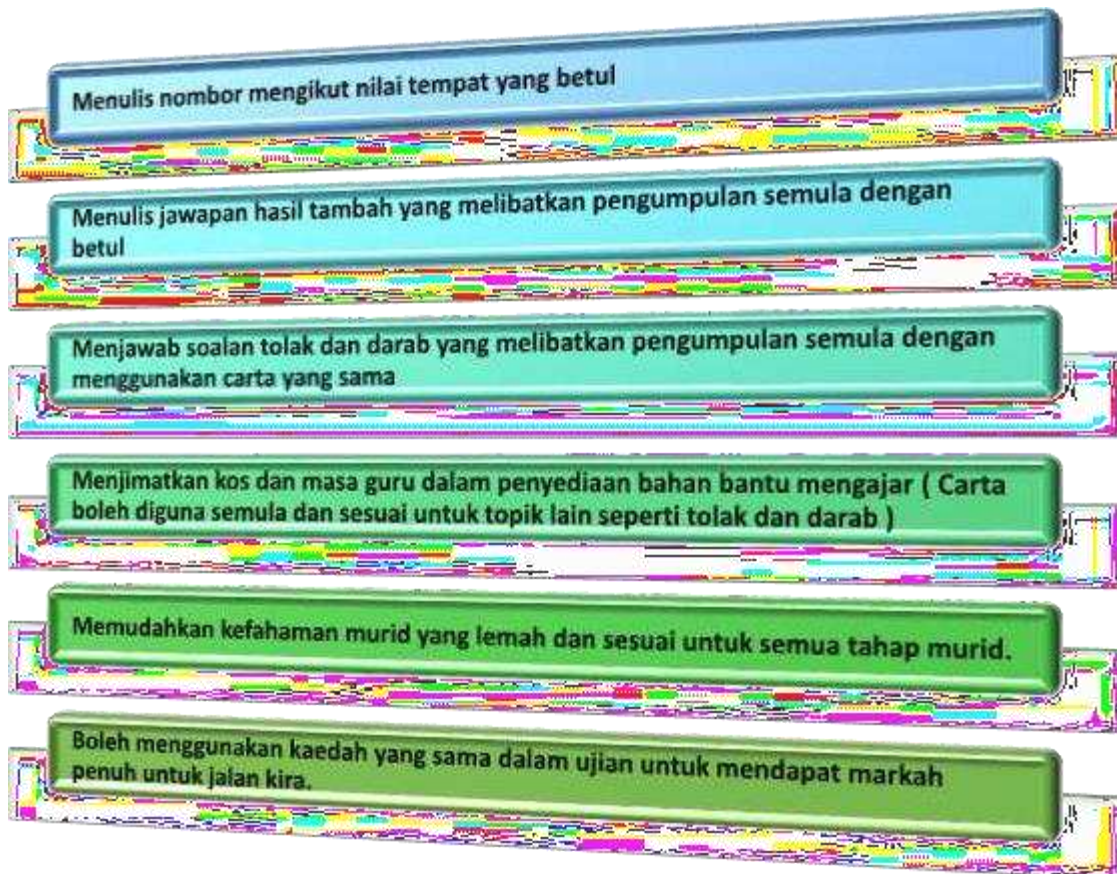 Menulis nombor mengikut nilai tempat yang betul
Menulis jawapan hasil tambah yang melibatkan pengumpulan semula dengan
betul
Menjawab soalan tolak dan darab yang melibatkan pengumpulan semula dengan
menggunakan carta yang sama
Menjimatkan kos dan masa guru dalam penyediaan bahan bantu mengajar ( Carta
boleh diguna semula dan sesuai untuk topik lain seperti tolak dan darab )
Memudahkan kefahaman murid yang lemah dan sesuai untuk semua tahap murid.
Boleh menggunakan kaedah yang sama dalam ujian untuk mendapat markah
penuh untuk jalan kira.